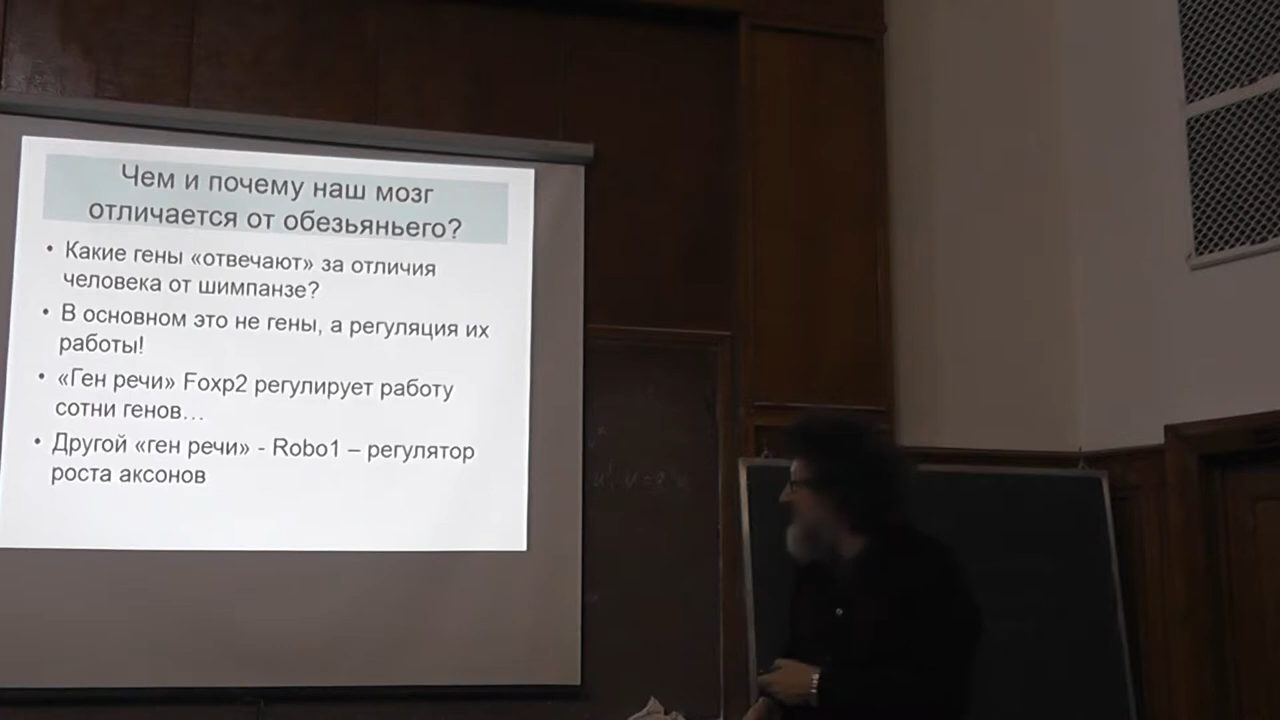 Чем и почему наш мозг
отличается от обезьяньего?
• Какие гены «отвечают» за отличия
человека от шимпанзе?
• В основном это не гены, а регуляция их
работы!
• «Ген речи» Foxp2 регулирует работу
сотни генов…
• Другой «ген речи» - Robo1 – регулятор
роста аксонов